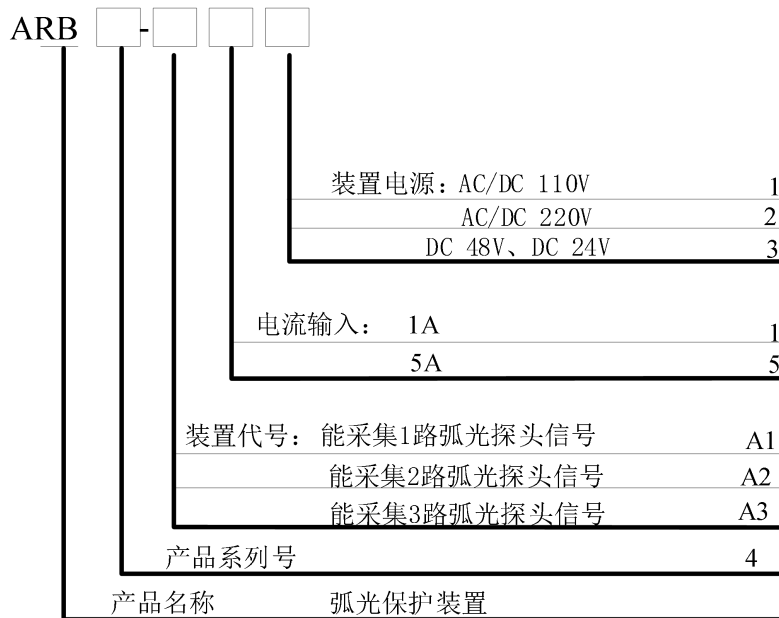 ARB -
装置电源：AC/DC 110V 1
AC/DC 220V 2
DC 48V、DC 24V 3
电流输入： 1A 1
5A 5
装置代号： 能采集1路弧光探头信号 A1
能采集2路弧光探头信号 A2
能采集3路弧光探头信号 A3
产品系列号 4
产品名称 弧光保护装置